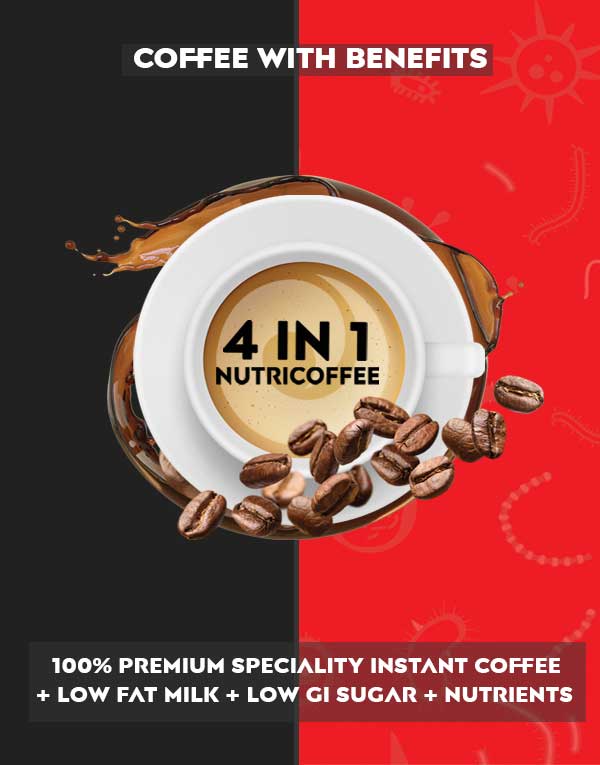 COFFEE WITH BENEFITS
4 IN 1
NUTRICOFFEE
100% PREMIUM SPECIALITY INSTANT COFFEE
+ LOW FAT MILK + LOW GI SUGAR + NUTRIENTS